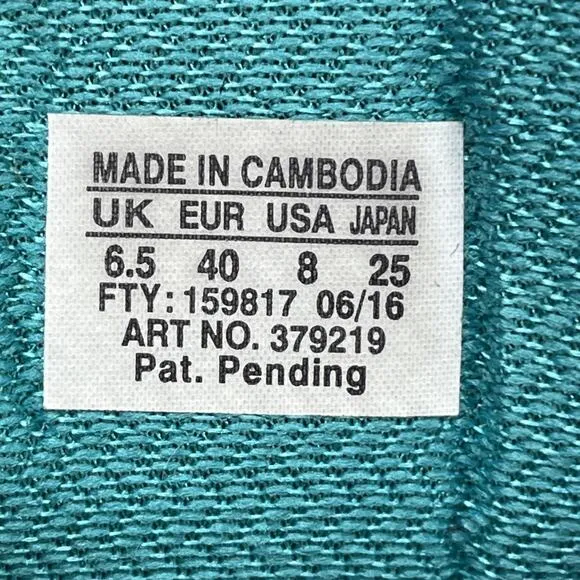 MADE IN CAMBODIA
UK EUR USA JAPAN
6.5 40 8 25
FTY: 159817 06/16
ART NO. 379219
Pat. Pending